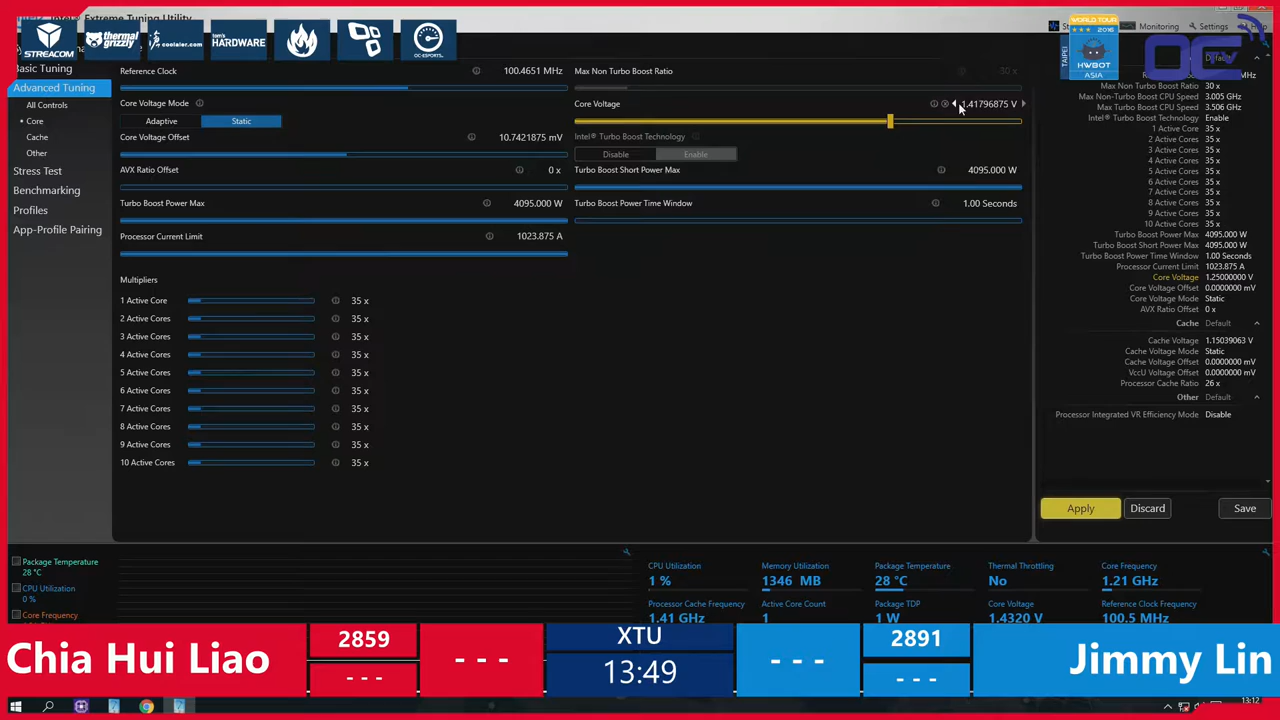 Extreme Tuning Utility
STREACOM
thermal grizzly
coolaler.com
tom's HARDWARE
OC-ESPORTS
WORLD TOUR
2016
TAIPEI
HWBOT
ASIA
OC TV
Monitoring
Settings
Basic Tuning
Advanced Tuning
All Controls
Core
Cache
Other
Stress Test
Benchmarking
Profiles
App-Profile Pairing
Reference Clock 100.4651 MHz
Core Voltage Mode
Adaptive Static
Core Voltage Offset 10.7421875 mV
AVX Ratio Offset 0 x
Turbo Boost Power Max 4095.000 W
Processor Current Limit 1023.875 A
Max Non Turbo Boost Ratio 30 x
Core Voltage 1.41796875 V
Intel® Turbo Boost Technology
Disable Enable
Turbo Boost Short Power Max 4095.000 W
Turbo Boost Power Time Window 1.00 Seconds
Multipliers
1 Active Core 35 x
2 Active Cores 35 x
3 Active Cores 35 x
4 Active Cores 35 x
5 Active Cores 35 x
6 Active Cores 35 x
7 Active Cores 35 x
8 Active Cores 35 x
9 Active Cores 35 x
10 Active Cores 35 x
Default
MHz
Max Non Turbo Boost Ratio 30 x
Max Non-Turbo Boost CPU Speed 3.005 GHz
Max Turbo Boost CPU Speed 3.506 GHz
Intel® Turbo Boost Technology Enable
1 Active Core 35 x
2 Active Cores 35 x
3 Active Cores 35 x
4 Active Cores 35 x
5 Active Cores 35 x
6 Active Cores 35 x
7 Active Cores 35 x
8 Active Cores 35 x
9 Active Cores 35 x
10 Active Cores 35 x
Turbo Boost Power Max 4095.000 W
Turbo Boost Short Power Max 4095.000 W
Turbo Boost Power Time Window 1.00 Seconds
Processor Current Limit 1023.875 A
Core Voltage 1.25000000 V
Core Voltage Offset 0.0000000 mV
Core Voltage Mode Static
AVX Ratio Offset 0 x
Cache Default
Cache Voltage 1.15039063 V
Cache Voltage Mode Static
Cache Voltage Offset 0.0000000 mV
VccU Voltage Offset 0.0000000 mV
Processor Cache Ratio 26 x
Other Default
Processor Integrated VR Efficiency Mode Disable
Apply Discard Save
Package Temperature
28 °C
CPU Utilization
0 %
Core Frequency
CPU Utilization
1 %
Memory Utilization
1346 MB
Package Temperature
28 °C
Thermal Throttling
No
Core Frequency
1.21 GHz
Processor Cache Frequency
1.41 GHz
Active Core Count
1
Package TDP
1 W
Core Voltage
1.4320 V
Reference Clock Frequency
100.5 MHz
Chia Hui Liao
2859
- - -
- - -
XTU
13:49
- - -
2891
- - -
Jimmy Lin
13:12